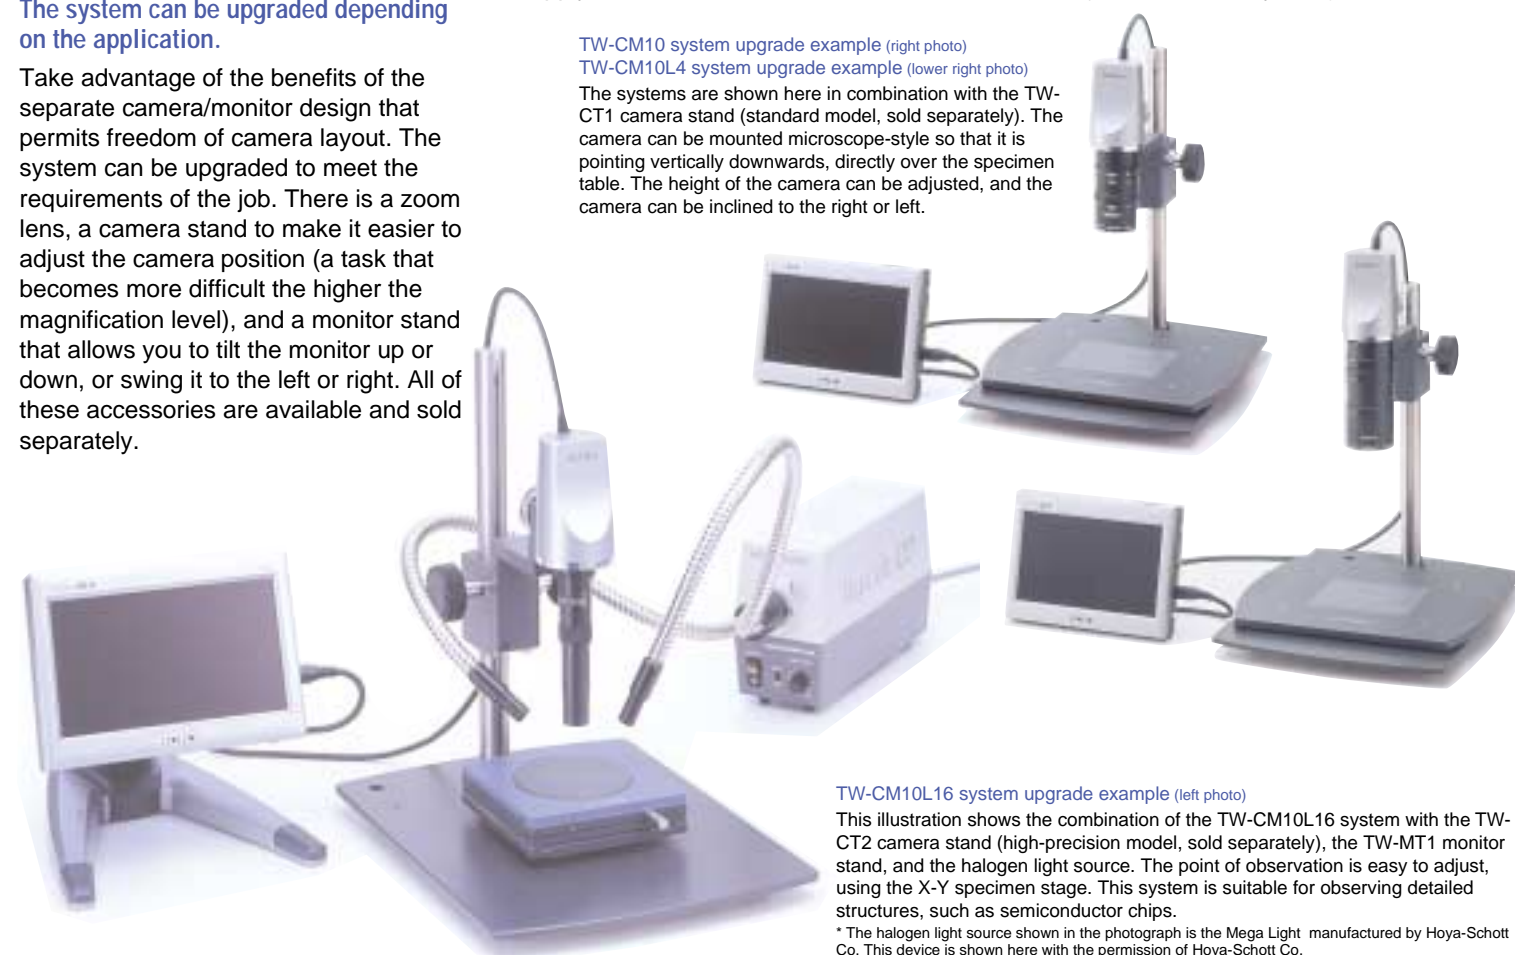 The system can be upgraded depending
on the application.
Take advantage of the benefits of the
separate camera/monitor design that
permits freedom of camera layout. The
system can be upgraded to meet the
requirements of the job. There is a zoom
lens, a camera stand to make it easier to
adjust the camera position (a task that
becomes more difficult the higher the
magnification level), and a monitor stand
that allows you to tilt the monitor up or
down, or swing it to the left or right. All of
these accessories are available and sold
separately.
TW-CM10 system upgrade example (right photo)
TW-CM10L4 system upgrade example (lower right photo)
The systems are shown here in combination with the TW-
CT1 camera stand (standard model, sold separately). The
camera can be mounted microscope-style so that it is
pointing vertically downwards, directly over the specimen
table. The height of the camera can be adjusted, and the
camera can be inclined to the right or left.
TW-CM10L16 system upgrade example (left photo)
This illustration shows the combination of the TW-CM10L16 system with the TW-
CT2 camera stand (high-precision model, sold separately), the TW-MT1 monitor
stand, and the halogen light source. The point of observation is easy to adjust,
using the X-Y specimen stage. This system is suitable for observing detailed
structures, such as semiconductor chips.
* The halogen light source shown in the photograph is the Mega Light manufactured by Hoya-Schott
Co. This device is shown here with the permission of Hoya-Schott Co.